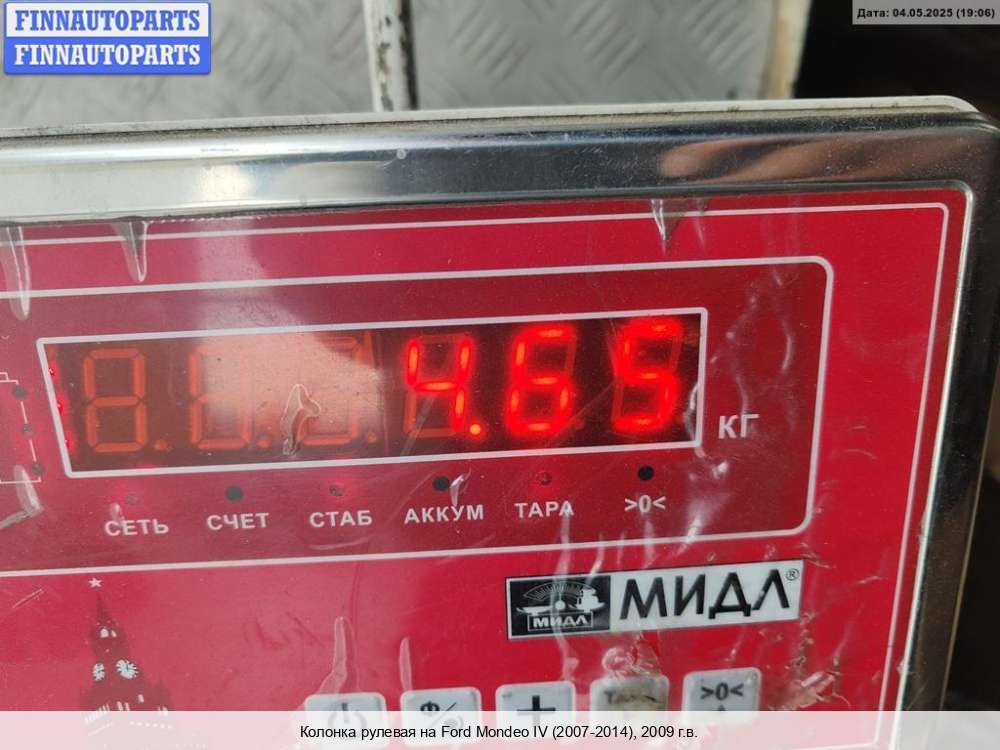 FINNAUTOPARTS
FINNAUTOPARTS
Дата: 04.05.2025 (19:06)
4.65
КГ
СЕТЬ СЧЕТ СТАБ АККУМ ТАРА >0<
МИДЛ
МИДЛ®
>0<
Колонка рулевая на Ford Mondeo IV (2007-2014), 2009 г.в.